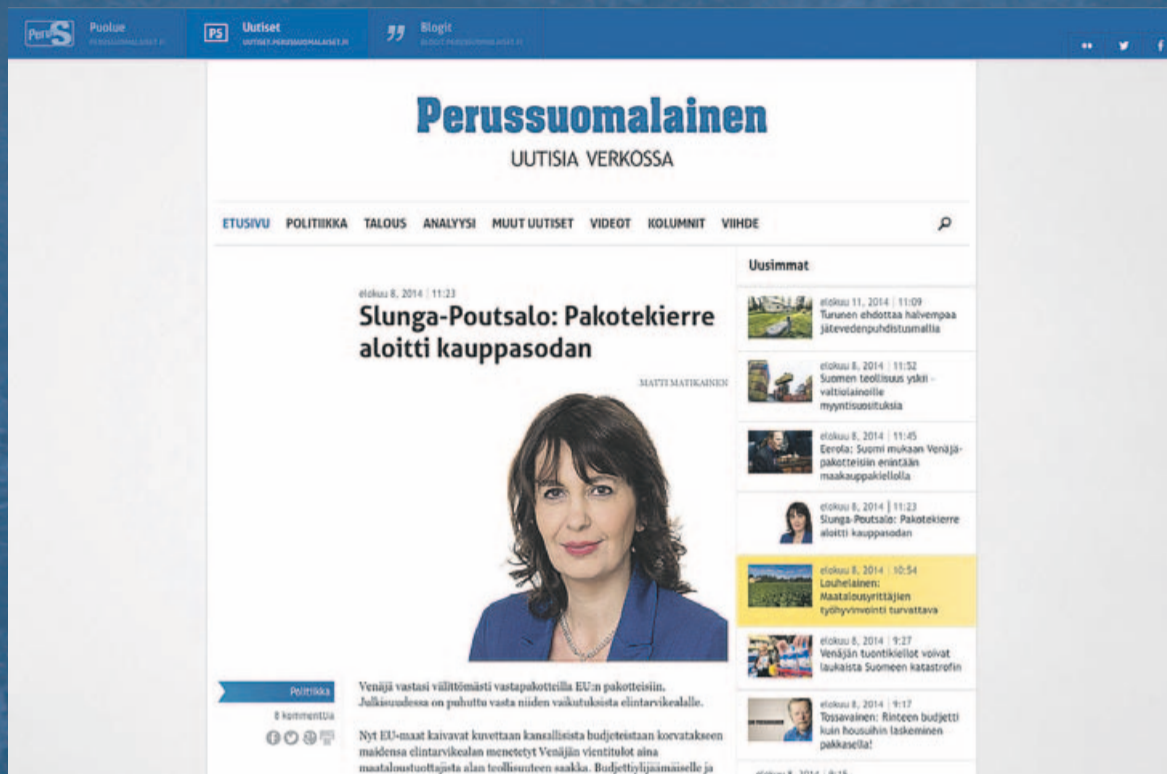 PeruS
Puolue
PERUSSUOMALAISET.FI
PS
Uutiset
UUTISET.PERUSSUOMALAISET.FI
Blogit
BLOGIT.PERUSSUOMALAISET.FI
Perussuomalainen
UUTISIA VERKOSSA
ETUSIVU POLITIIKKA TALOUS ANALYYSI MUUT UUTISET VIDEOT KOLUMNIT VIIHDE
elokuu 8, 2014 | 11:23
Slunga-Poutsalo: Pakotekierre
aloitti kauppasodan
MATTI MATIKAINEN
Politiikka
8 kommenttia
Venäjä vastasi välittömästi vastapakotteilla EU:n pakotteisiin.
Julkisuudessa on puhuttu vasta niiden vaikutuksista elintarvikealalle.
Nyt EU-maat kaivavat kuvettaan kansallisista budjeteistaan korvatakseen
maidensa elintarvikealan menetetyt Venäjän vientitulot aina
maataloustuottajista alan teollisuuteen saakka. Budjettiylijäämäiselle ja
Uusimmat
elokuu 11, 2014 | 11:09
Turunen ehdottaa halvempaa
jätevedenpuhdistusmallia
elokuu 8, 2014 | 11:52
Suomen teollisuus yskii -
valtiolainoille
myyntisuosituksia
elokuu 8, 2014 | 11:45
Eerola: Suomi mukaan Venäjä-
pakotteisiin enintään
maakauppakiellolla
elokuu 8, 2014 | 11:23
Slunga-Poutsalo: Pakotekierre
aloitti kauppasodan
elokuu 8, 2014 | 10:54
Louhelainen:
Maatalousyrittäjien
työhyvinvointi turvattava
elokuu 8, 2014 | 9:27
Venäjän tuontikiellot voivat
laukaista Suomeen katastrofin
elokuu 8, 2014 | 9:17
Tossavainen: Rinteen budjetti
kuin housuihin laskeminen
pakkasella!